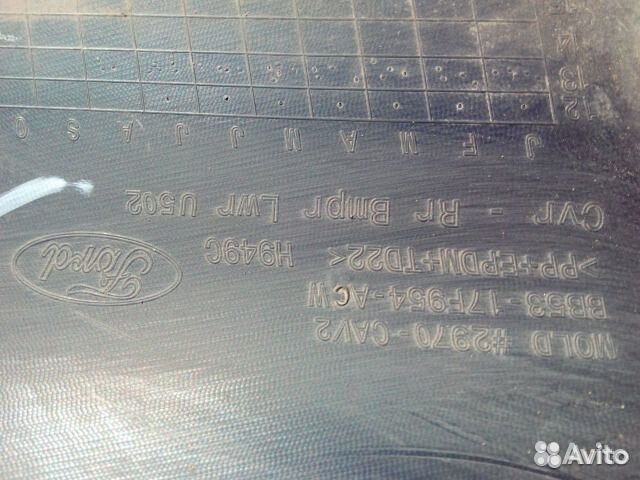 MOLD #2970-CAV2
BB53-17F954-ACW
>PP+EPDM+TD22< H949C
Ford
Cvr - Rr Bmpr Lwr U502
J F M A M J J A S O
12
13
14
Avito